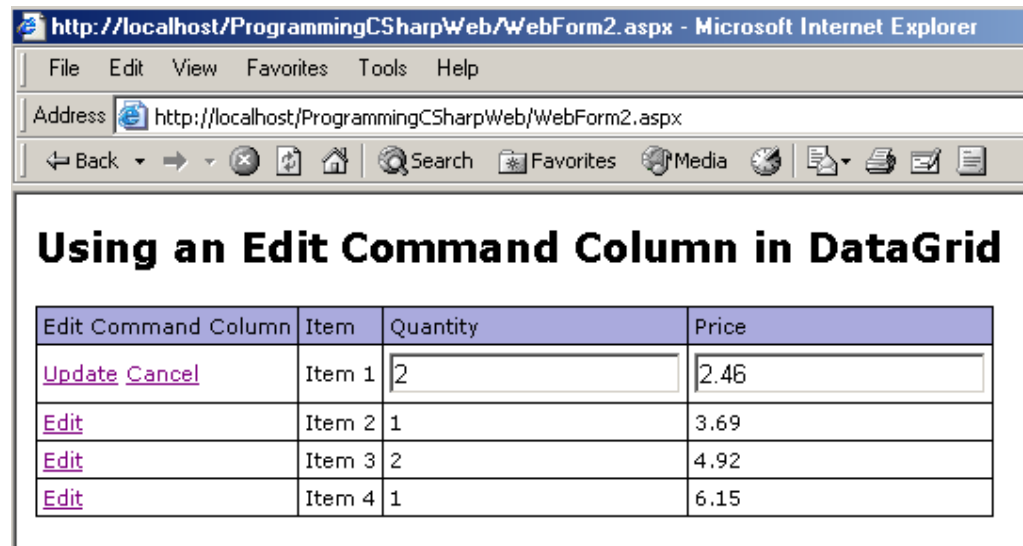 http://localhost/ProgrammingCSharpWeb/WebForm2.aspx - Microsoft Internet Explorer
File Edit View Favorites Tools Help
Address http://localhost/ProgrammingCSharpWeb/WebForm2.aspx
Back Search Favorites Media
Using an Edit Command Column in DataGrid
Edit Command Column Item Quantity Price
Update Cancel Item 1 2 2.46
Edit Item 2 1 3.69
Edit Item 3 2 4.92
Edit Item 4 1 6.15